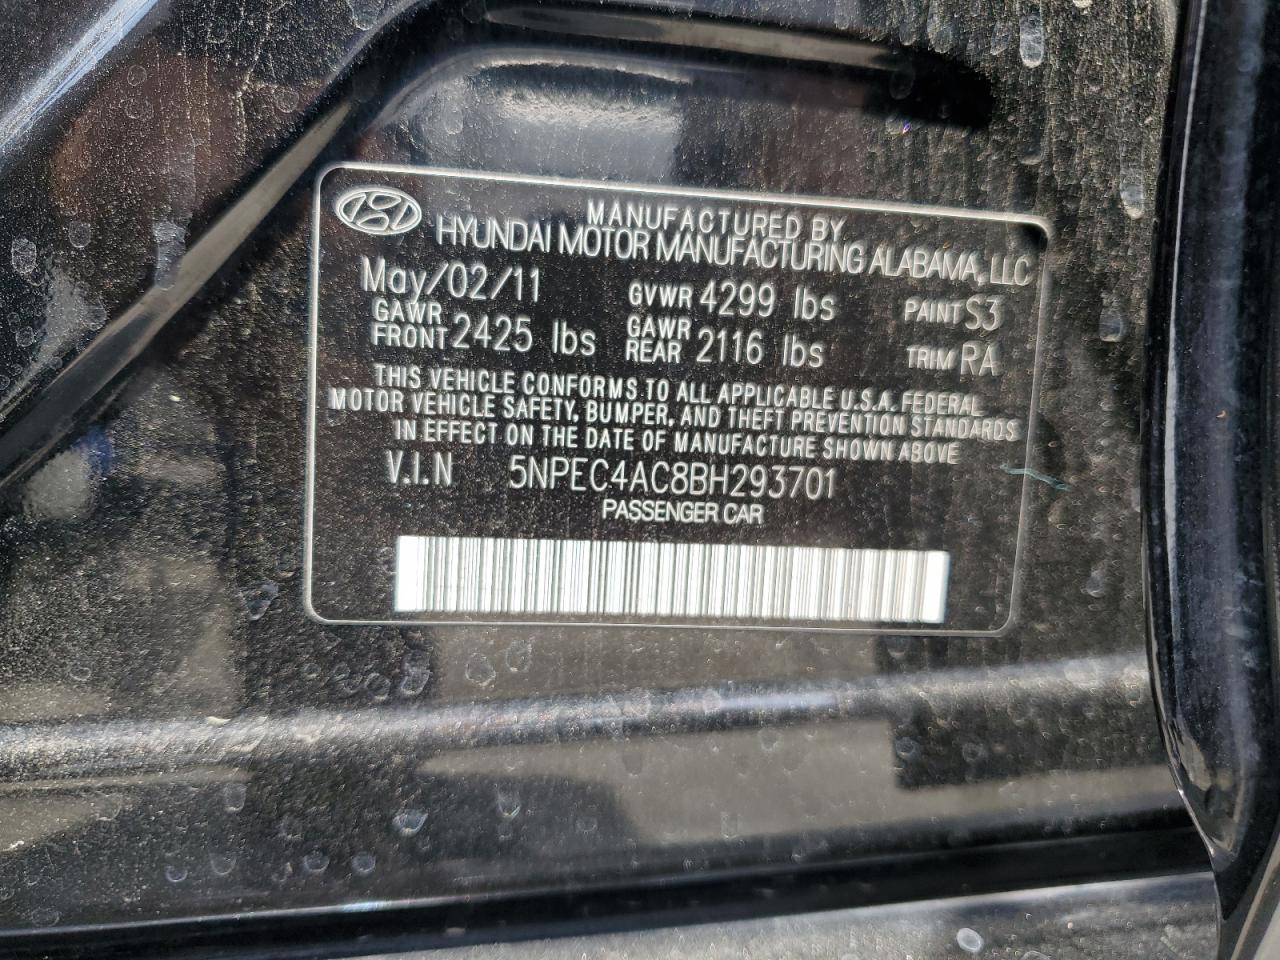 MANUFACTURED BY
HYUNDAI MOTOR MANUFACTURING ALABAMA, LLC
May/02/11 GVWR 4299 lbs PAINT S3
GAWR FRONT 2425 lbs GAWR REAR 2116 lbs TRIM RA
THIS VEHICLE CONFORMS TO ALL APPLICABLE U.S.A. FEDERAL
MOTOR VEHICLE SAFETY, BUMPER, AND THEFT PREVENTION STANDARDS
IN EFFECT ON THE DATE OF MANUFACTURE SHOWN ABOVE
V.I.N 5NPEC4AC8BH293701
PASSENGER CAR